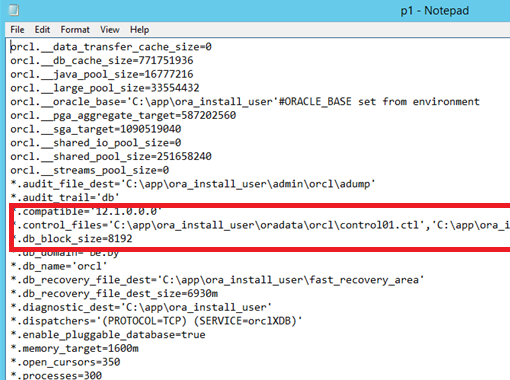 p1 - Notepad
File Edit Format View Help
orcl.__data_transfer_cache_size=0
orcl.__db_cache_size=771751936
orcl.__java_pool_size=16777216
orcl.__large_pool_size=33554432
orcl.__oracle_base='C:\app\ora_install_user'#ORACLE_BASE set from environment
orcl.__pga_aggregate_target=587202560
orcl.__sga_target=1090519040
orcl.__shared_io_pool_size=0
orcl.__shared_pool_size=251658240
orcl.__streams_pool_size=0
*.audit_file_dest='C:\app\ora_install_user\admin\orcl\adump'
*.audit_trail='db'
*.compatible='12.1.0.0.0'
*.control_files='C:\app\ora_install_user\oradata\orcl\control01.ctl','C:\app\ora_i
*.db_block_size=8192
*.db_domain='be.by'
*.db_name='orcl'
*.db_recovery_file_dest='C:\app\ora_install_user\fast_recovery_area'
*.db_recovery_file_dest_size=6930m
*.diagnostic_dest='C:\app\ora_install_user'
*.dispatchers='(PROTOCOL=TCP) (SERVICE=orclXDB)'
*.enable_pluggable_database=true
*.memory_target=1600m
*.open_cursors=350
*.processes=300